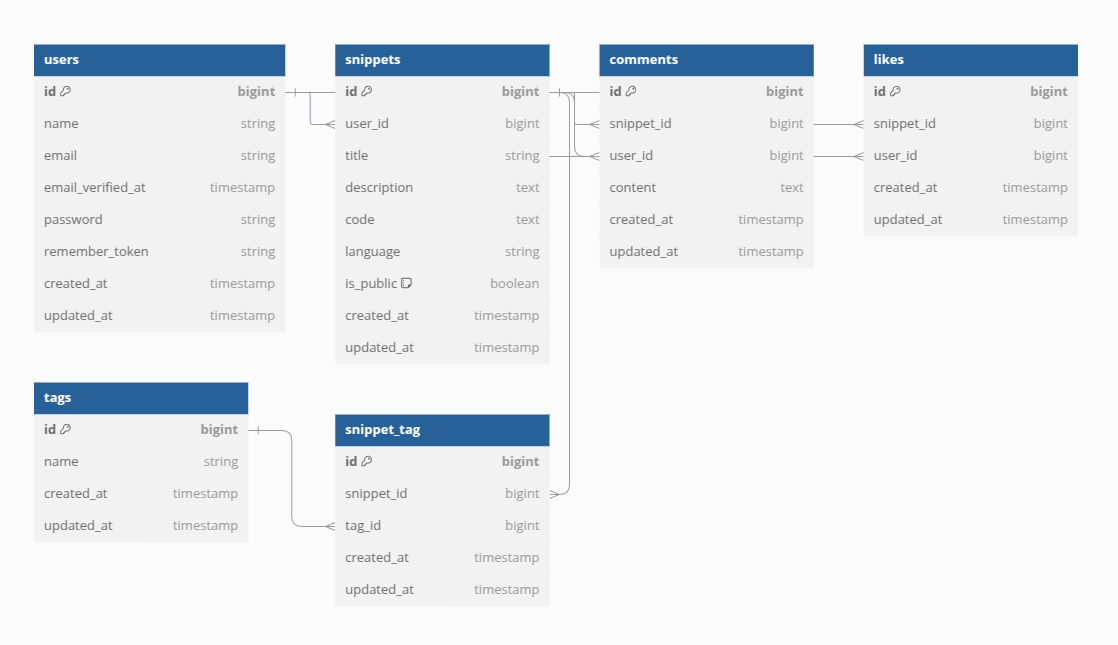 users
id bigint
name string
email string
email_verified_at timestamp
password string
remember_token string
created_at timestamp
updated_at timestamp
snippets
id bigint
user_id bigint
title string
description text
code text
language string
is_public boolean
created_at timestamp
updated_at timestamp
comments
id bigint
snippet_id bigint
user_id bigint
content text
created_at timestamp
updated_at timestamp
likes
id bigint
snippet_id bigint
user_id bigint
created_at timestamp
updated_at timestamp
tags
id bigint
name string
created_at timestamp
updated_at timestamp
snippet_tag
id bigint
snippet_id bigint
tag_id bigint
created_at timestamp
updated_at timestamp